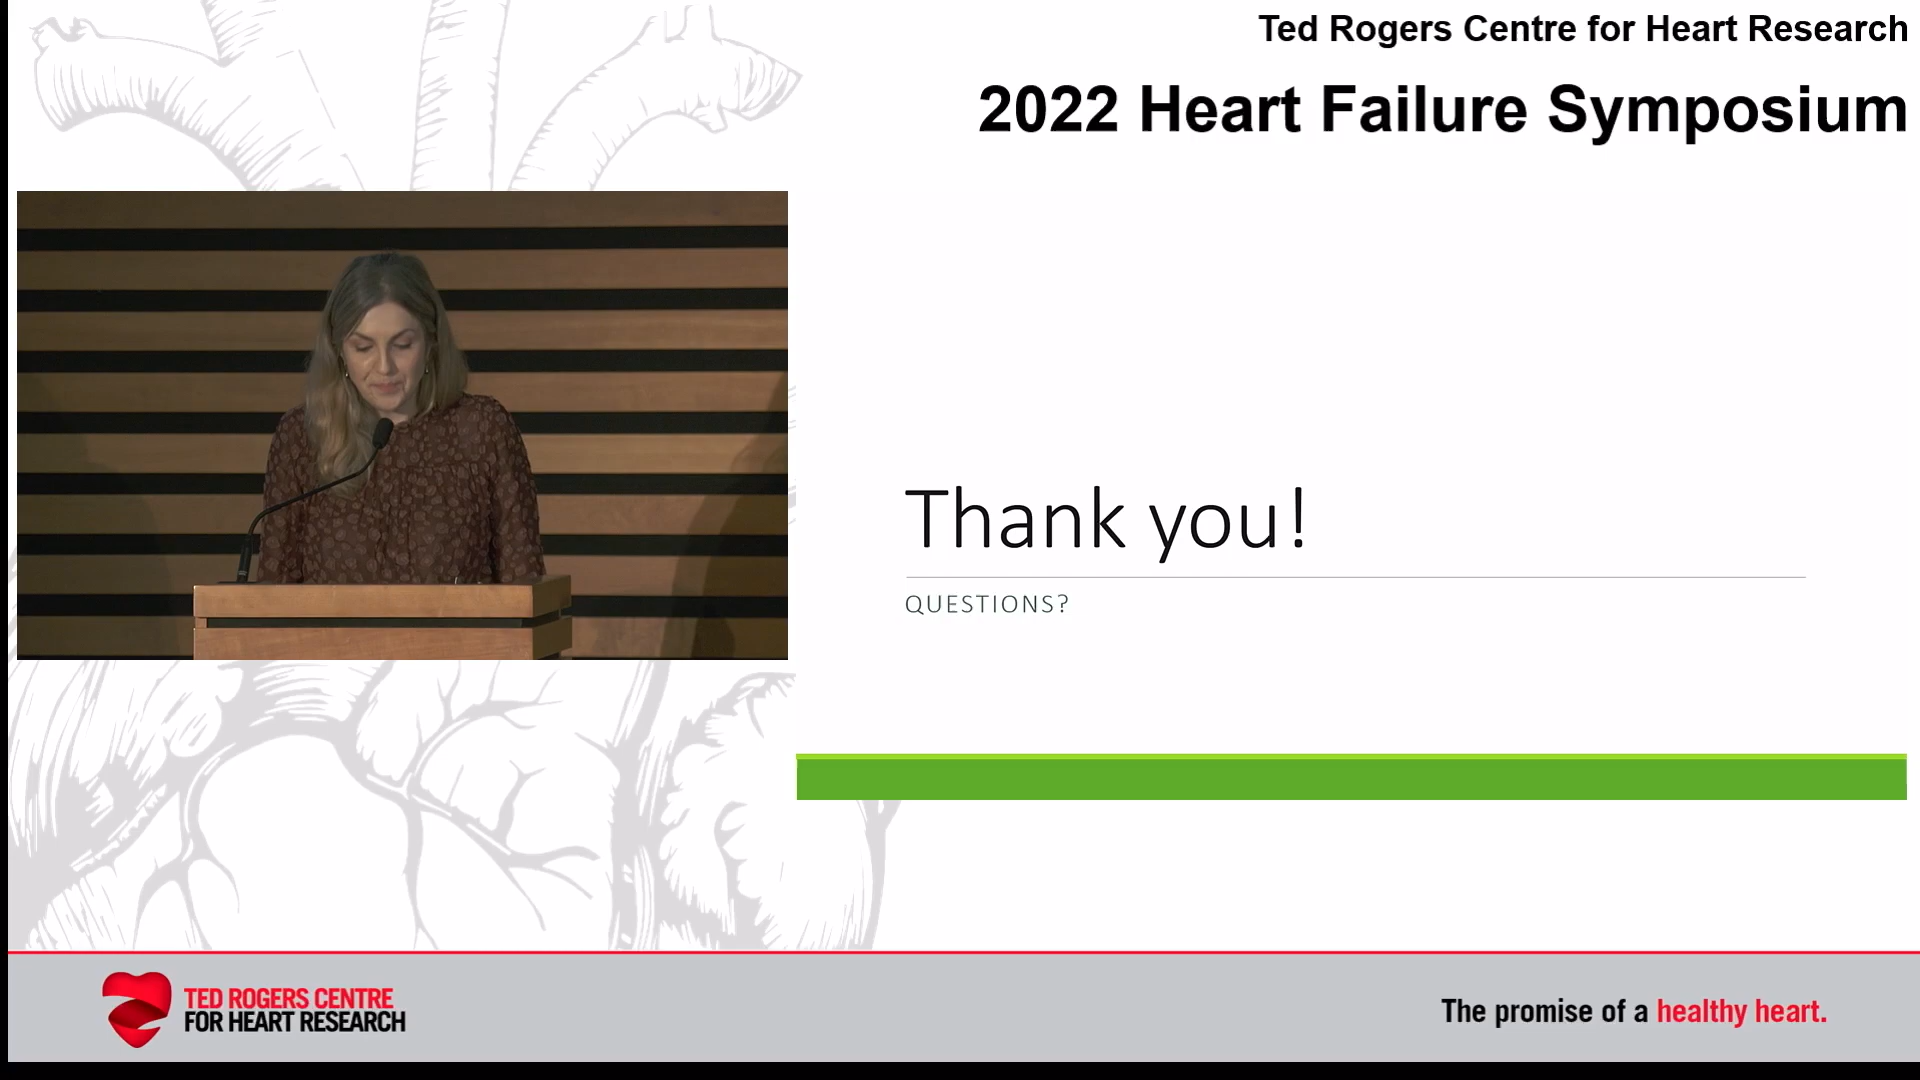 Ted Rogers Centre for Heart Research
2022 Heart Failure Symposium
Thank you!
QUESTIONS?
TED ROGERS CENTRE
FOR HEART RESEARCH
The promise of a healthy heart.